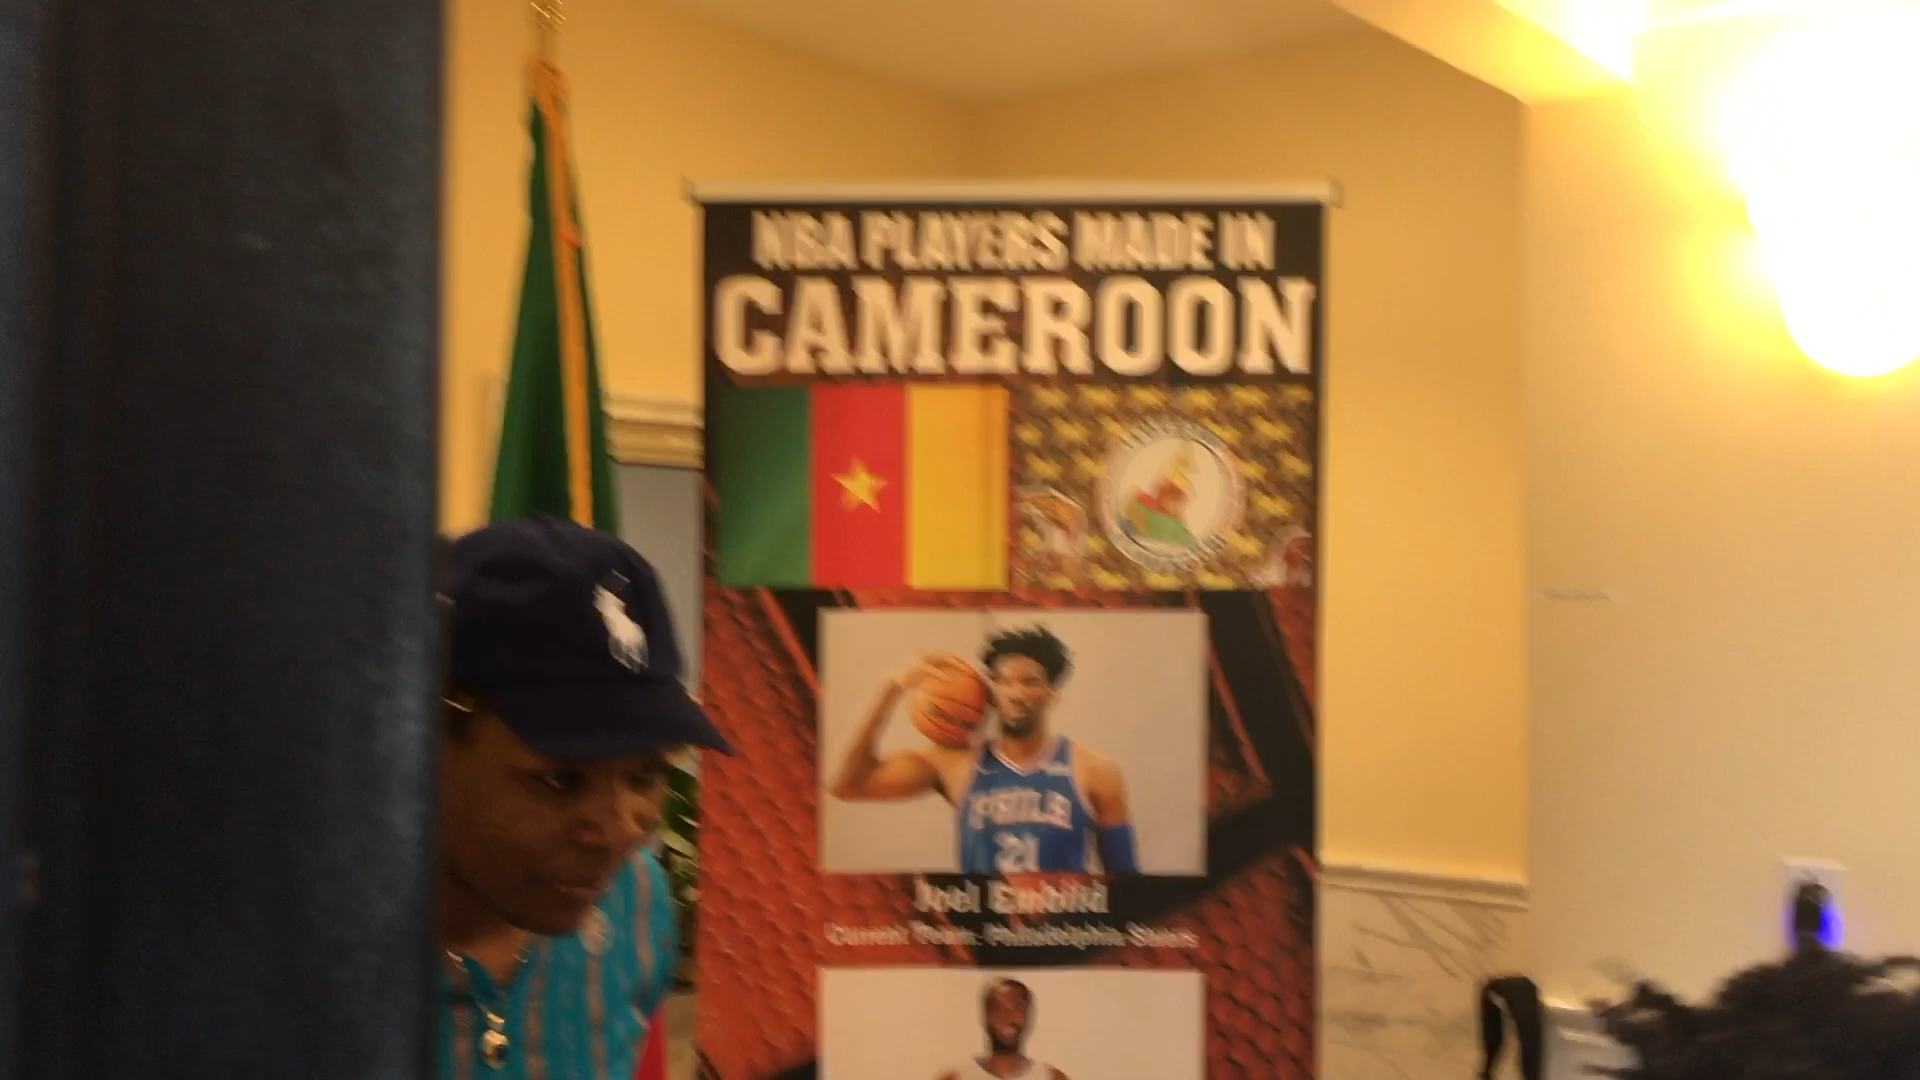 NBA PLAYERS MADE IN
CAMEROON
PHILA
21
Joel Embiid
Current Team: Philadelphia Sixers